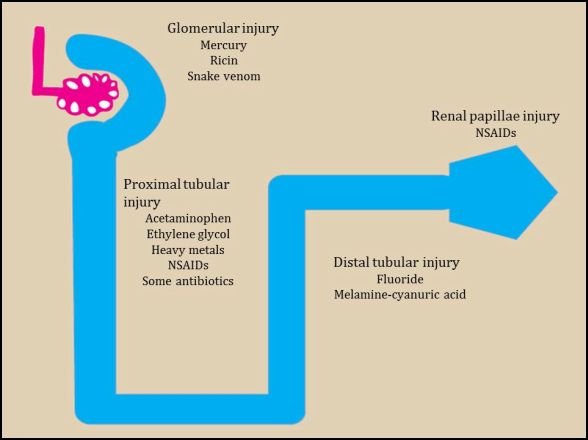 Glomerular injury
Mercury
Ricin
Snake venom
Renal papillae injury
NSAIDs
Proximal tubular
injury
Acetaminophen
Ethylene glycol
Heavy metals
NSAIDs
Some antibiotics
Distal tubular injury
Fluoride
Melamine-cyanuric acid